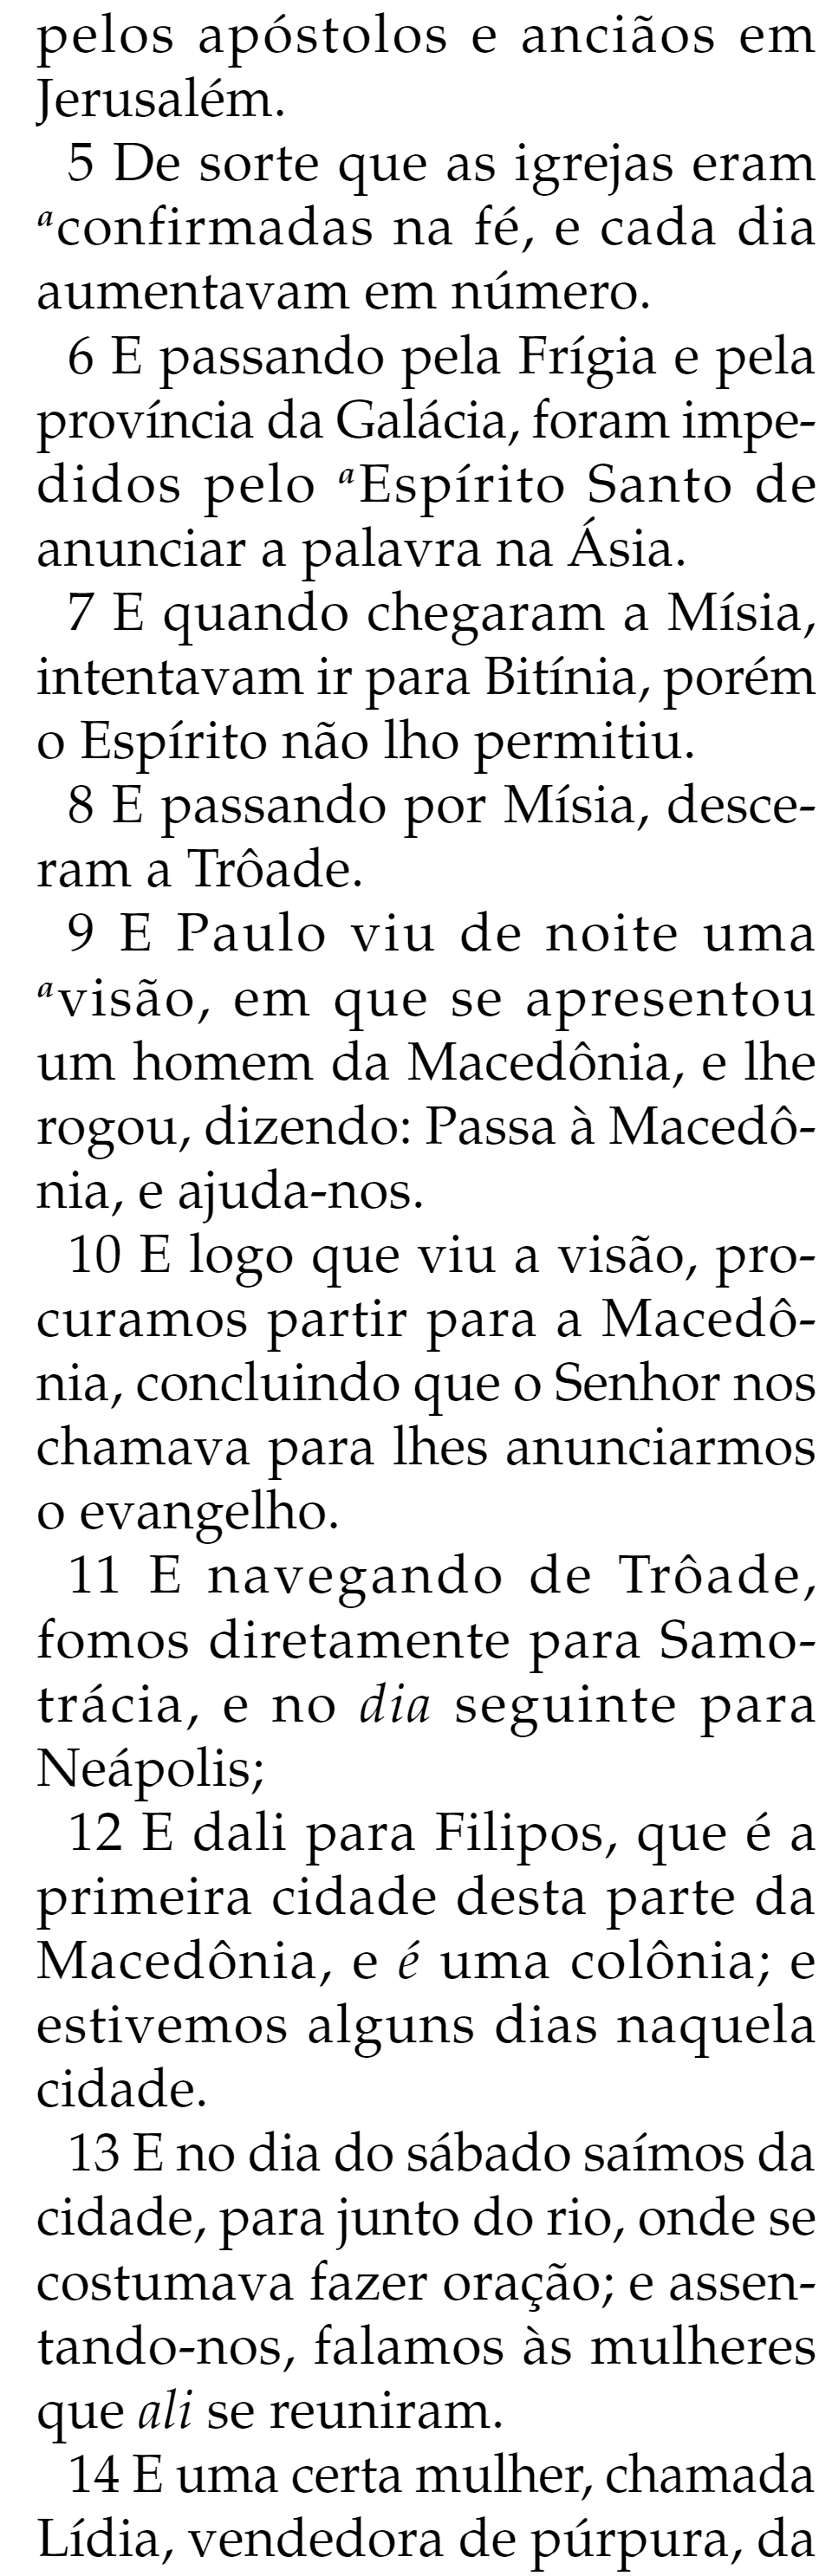 pelos apóstolos e anciãos em
Jerusalém.
5 De sorte que as igrejas eram
ᵃconfirmadas na fé, e cada dia
aumentavam em número.
6 E passando pela Frígia e pela
província da Galácia, foram impe-
didos pelo ᵃEspírito Santo de
anunciar a palavra na Ásia.
7 E quando chegaram a Mísia,
intentavam ir para Bitínia, porém
o Espírito não lho permitiu.
8 E passando por Mísia, desce-
ram a Trôade.
9 E Paulo viu de noite uma
ᵃvisão, em que se apresentou
um homem da Macedônia, e lhe
rogou, dizendo: Passa à Macedô-
nia, e ajuda-nos.
10 E logo que viu a visão, pro-
curamos partir para a Macedô-
nia, concluindo que o Senhor nos
chamava para lhes anunciarmos
o evangelho.
11 E navegando de Trôade,
fomos diretamente para Samo-
trácia, e no dia seguinte para
Neápolis;
12 E dali para Filipos, que é a
primeira cidade desta parte da
Macedônia, e é uma colônia; e
estivemos alguns dias naquela
cidade.
13 E no dia do sábado saímos da
cidade, para junto do rio, onde se
costumava fazer oração; e assen-
tando-nos, falamos às mulheres
que ali se reuniram.
14 E uma certa mulher, chamada
Lídia, vendedora de púrpura, da